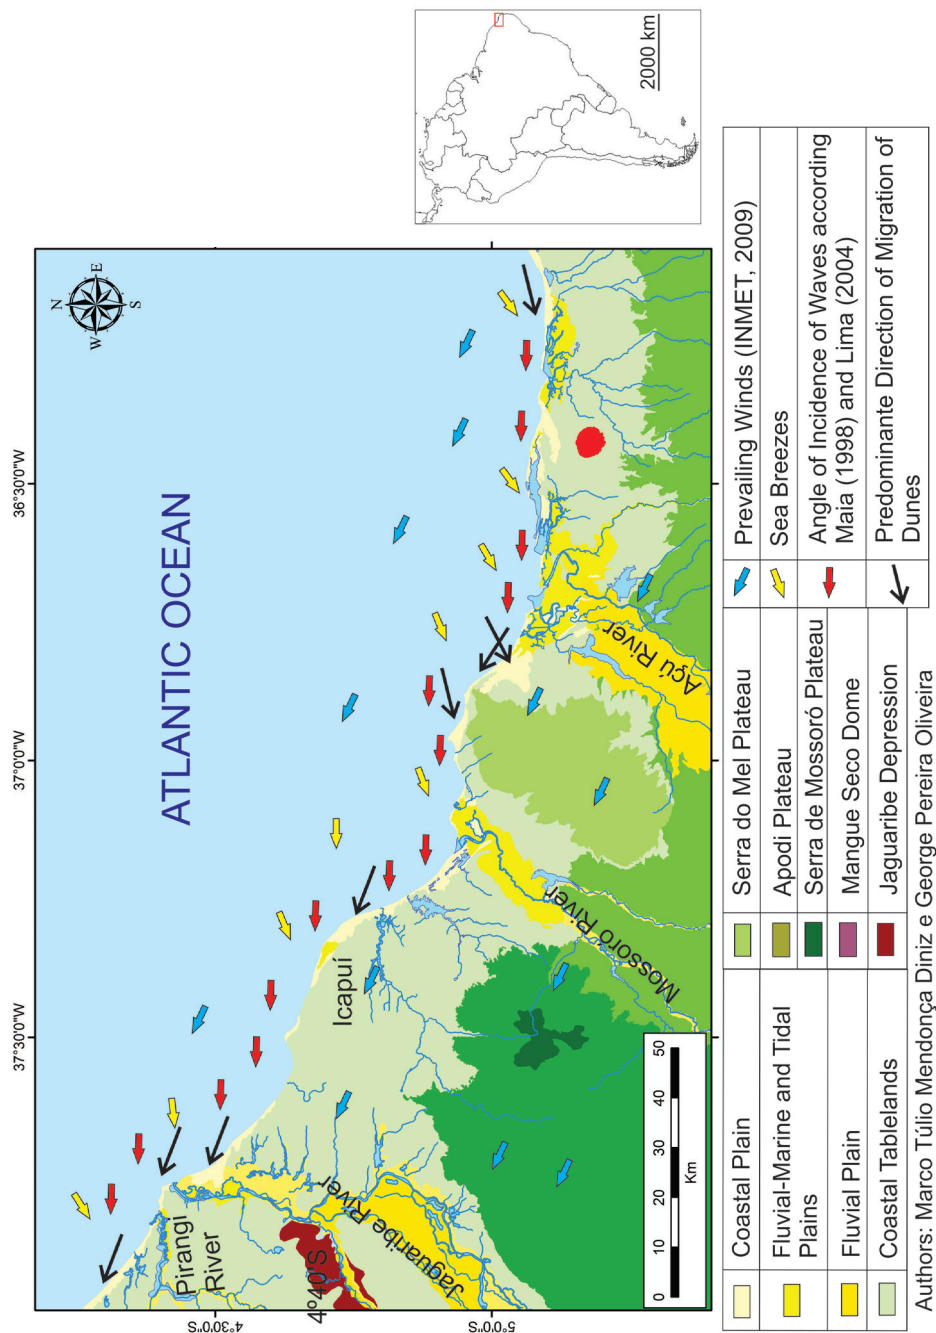 37°30'0"W
37°0'0"W
36°30'0"W
4°30'0"S
5°0'0"S
ATLANTIC OCEAN
N
W
E
S
Pirangi
River
4°40'S
Jaguaribe River
Icapuí
Mossoró River
Açú River
0 10 20 30 40 50
Km
2000 km
Coastal Plain
Fluvial-Marine and Tidal
Plains
Fluvial Plain
Coastal Tablelands
Serra do Mel Plateau
Apodi Plateau
Serra de Mossoró Plateau
Mangue Seco Dome
Jaguaribe Depression
Prevailing Winds (INMET, 2009)
Sea Breezes
Angle of Incidence of Waves according
Maia (1998) and Lima (2004)
Predominante Direction of Migration of
Dunes
Authors: Marco Túlio Mendonça Diniz e George Pereira Oliveira